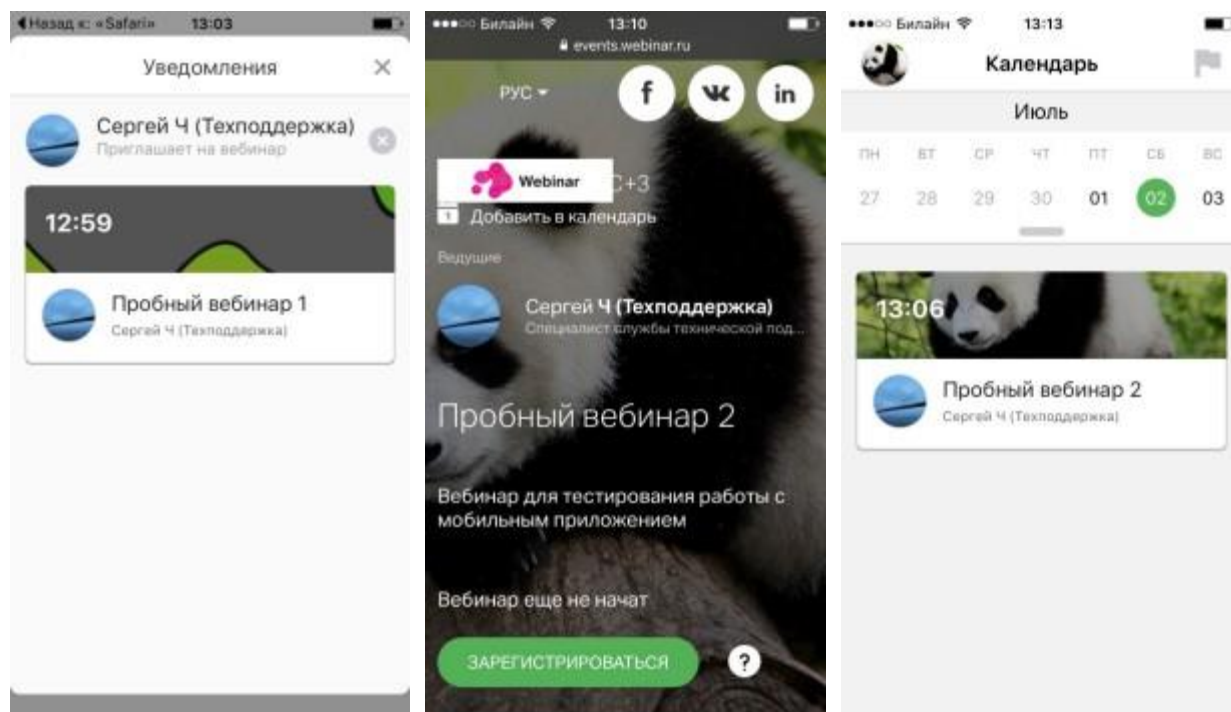 Назад к: «Safari» 13:03
Уведомления
Сергей Ч (Техподдержка)
Приглашает на вебинар
12:59
Пробный вебинар 1
Сергей Ч (Техподдержка)
Билайн 13:10
events.webinar.ru
РУС
f in
Webinar
С+3
1 Добавить в календарь
Ведущие
Сергей Ч (Техподдержка)
Специалист службы технической под...
Пробный вебинар 2
Вебинар для тестирования работы с
мобильным приложением
Вебинар еще не начат
ЗАРЕГИСТРИРОВАТЬСЯ ?
Билайн 13:13
Календарь
Июль
ПН ВТ СР ЧТ ПТ СБ ВС
27 28 29 30 01 02 03
13:06
Пробный вебинар 2
Сергей Ч (Техподдержка)